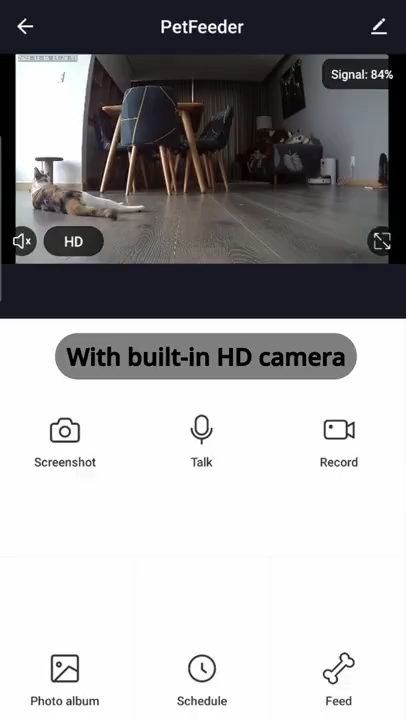 PetFeeder
Signal: 84%
HD
With built-in HD camera
Screenshot
Talk
Record
Photo album
Schedule
Feed